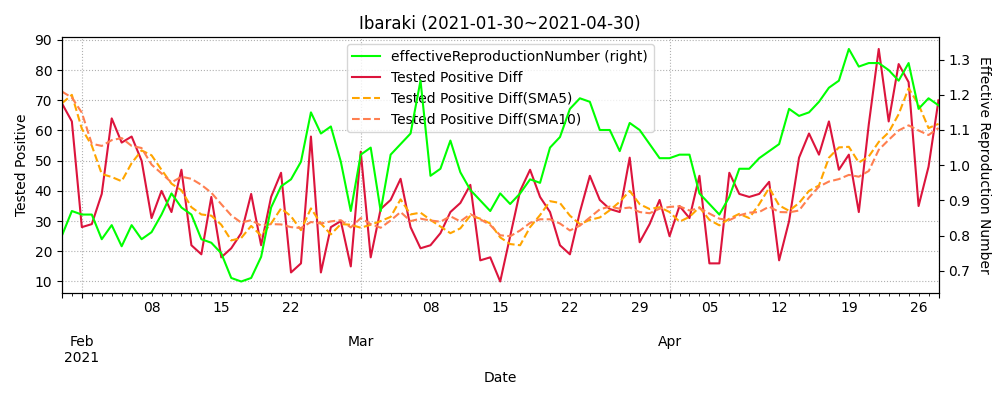 Ibaraki (2021-01-30~2021-04-30)
effectiveReproductionNumber (right)
Tested Positive Diff
Tested Positive Diff(SMA5)
Tested Positive Diff(SMA10)
Tested Positive
90
80
70
60
50
40
30
20
10
1.3
1.2
1.1
1.0
0.9
0.8
0.7
Effective Reproduction Number
08 15 22 08 15 22 29 05 12 19 26
Feb Mar Apr
2021
Date